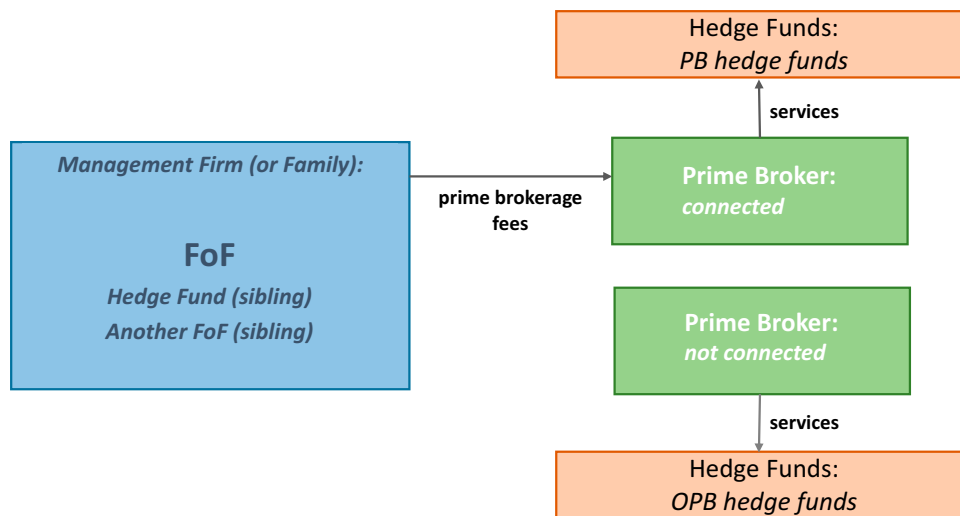 Hedge Funds:
PB hedge funds
services
Management Firm (or Family):
FoF
Hedge Fund (sibling)
Another FoF (sibling)
prime brokerage
fees
Prime Broker:
connected
Prime Broker:
not connected
services
Hedge Funds:
OPB hedge funds